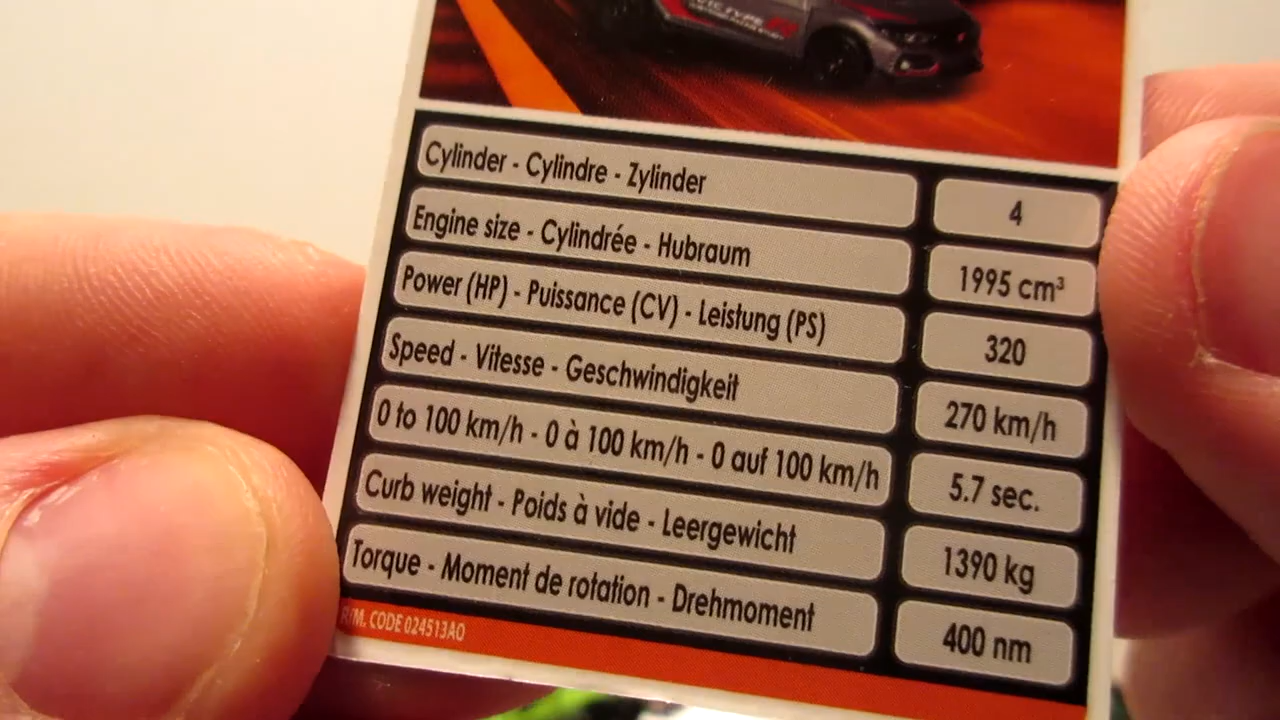 Cylinder - Cylindre - Zylinder 4
Engine size - Cylindrée - Hubraum 1995 cm³
Power (HP) - Puissance (CV) - Leistung (PS) 320
Speed - Vitesse - Geschwindigkeit 270 km/h
0 to 100 km/h - 0 à 100 km/h - 0 auf 100 km/h 5.7 sec.
Curb weight - Poids à vide - Leergewicht 1390 kg
Torque - Moment de rotation - Drehmoment 400 nm
R/M. CODE 024513AO